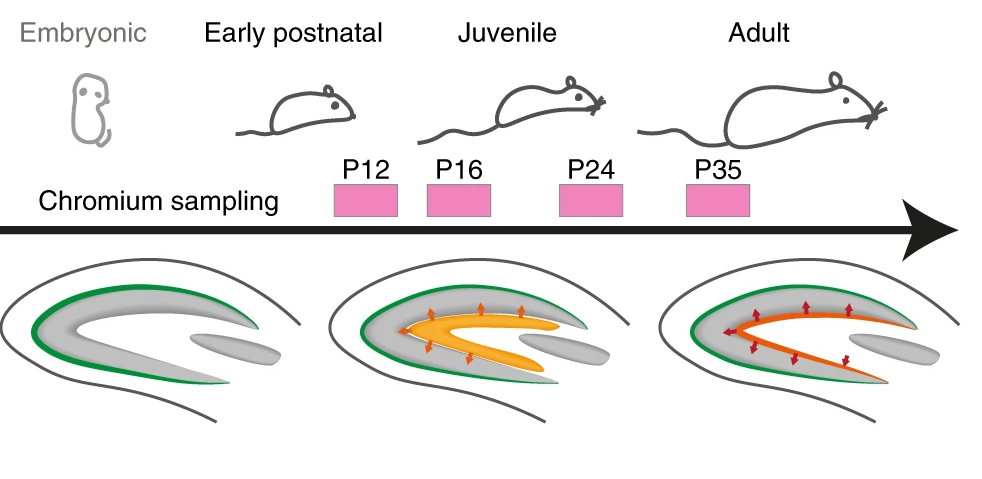 Embryonic Early postnatal Juvenile Adult
P12 P16 P24 P35
Chromium sampling